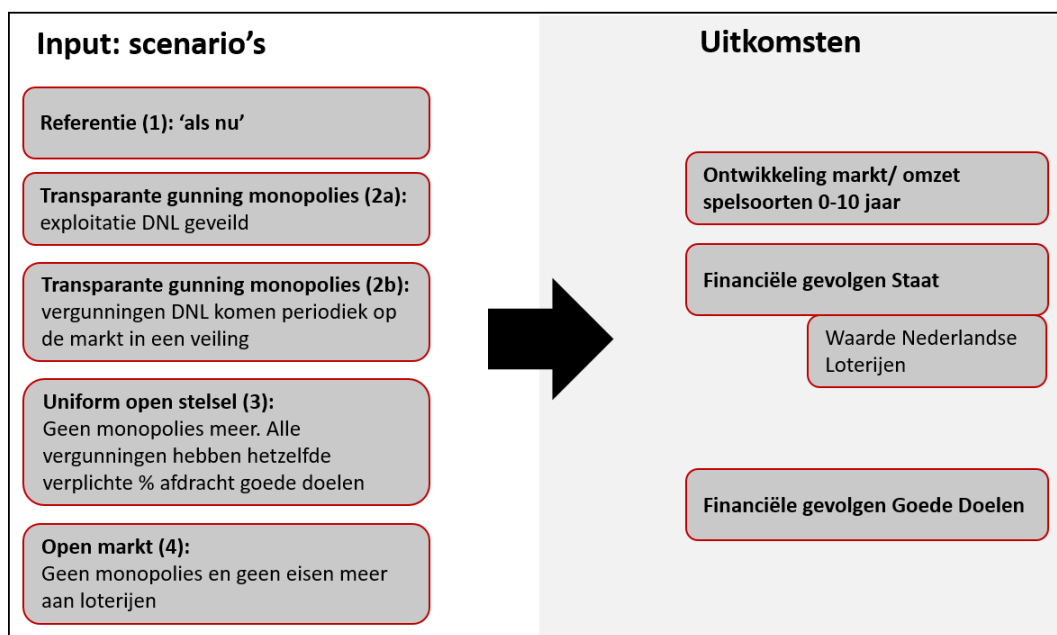 Input: scenario’s
Referentie (1): ‘als nu’
Transparante gunning monopolies (2a):
exploitatie DNL geveild
Transparante gunning monopolies (2b):
vergunningen DNL komen periodiek op
de markt in een veiling
Uniform open stelsel (3):
Geen monopolies meer. Alle
vergunningen hebben hetzelfde
verplichte % afdracht goede doelen
Open markt (4):
Geen monopolies en geen eisen meer
aan loterijen
Uitkomsten
Ontwikkeling markt/ omzet
spelsoorten 0-10 jaar
Financiële gevolgen Staat
Waarde Nederlandse
Loterijen
Financiële gevolgen Goede Doelen